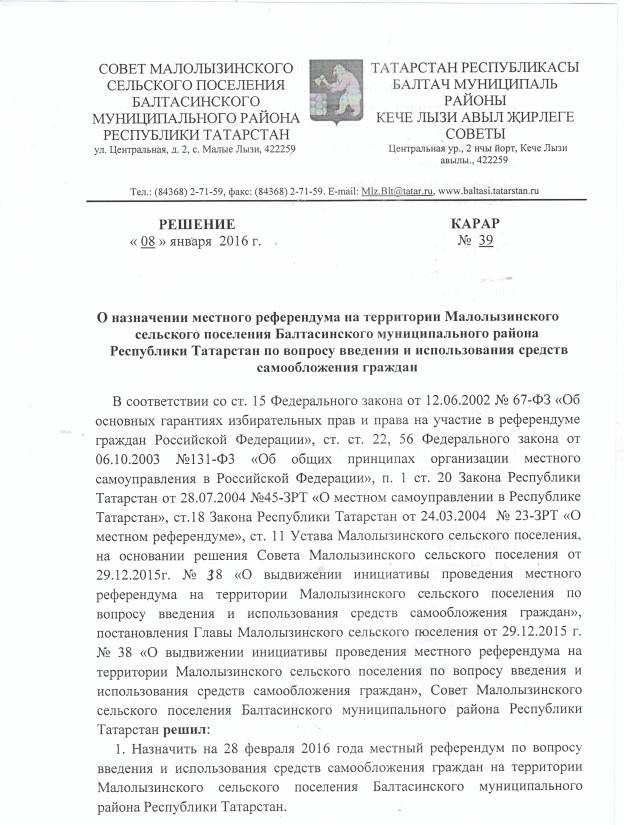 СОВЕТ МАЛОЛЫЗИНСКОГО
СЕЛЬСКОГО ПОСЕЛЕНИЯ
БАЛТАСИНСКОГО
МУНИЦИПАЛЬНОГО РАЙОНА
РЕСПУБЛИКИ ТАТАРСТАН
ул. Центральная, д. 2, с. Малые Лызи, 422259
ТАТАРСТАН РЕСПУБЛИКАСЫ
БАЛТАЧ МУНИЦИПАЛЬ
РАЙОНЫ
КЕЧЕ ЛЫЗИ АВЫЛ ҖИРЛЕГЕ
СОВЕТЫ
Центральная ур., 2 нчы йорт, Кече Лызи
авылы., 422259
Тел.: (84368) 2-71-59, факс: (84368) 2-71-59. E-mail: Mlz.Blt@tatar.ru, www.baltasi.tatarstan.ru
РЕШЕНИЕ
« 08 » января 2016 г.
КАРАР
№ 39
О назначении местного референдума на территории Малолызинского
сельского поселения Балтасинского муниципального района
Республики Татарстан по вопросу введения и использования средств
самообложения граждан
В соответствии со ст. 15 Федерального закона от 12.06.2002 № 67-ФЗ «Об
основных гарантиях избирательных прав и права на участие в референдуме
граждан Российской Федерации», ст. ст. 22, 56 Федерального закона от
06.10.2003 №131-ФЗ «Об общих принципах организации местного
самоуправления в Российской Федерации», п. 1 ст. 20 Закона Республики
Татарстан от 28.07.2004 №45-ЗРТ «О местном самоуправлении в Республике
Татарстан», ст.18 Закона Республики Татарстан от 24.03.2004 № 23-ЗРТ «О
местном референдуме», ст. 11 Устава Малолызинского сельского поселения,
на основании решения Совета Малолызинского сельского поселения от
29.12.2015г. № 38 «О выдвижении инициативы проведения местного
референдума на территории Малолызинского сельского поселения по
вопросу введения и использования средств самообложения граждан»,
постановления Главы Малолызинского сельского поселения от 29.12.2015 г.
№ 38 «О выдвижении инициативы проведения местного референдума на
территории Малолызинского сельского поселения по вопросу введения и
использования средств самообложения граждан», Совет Малолызинского
сельского поселения Балтасинского муниципального района Республики
Татарстан решил:
1. Назначить на 28 февраля 2016 года местный референдум по вопросу
введения и использования средств самообложения граждан на территории
Малолызинского сельского поселения Балтасинского муниципального
района Республики Татарстан.